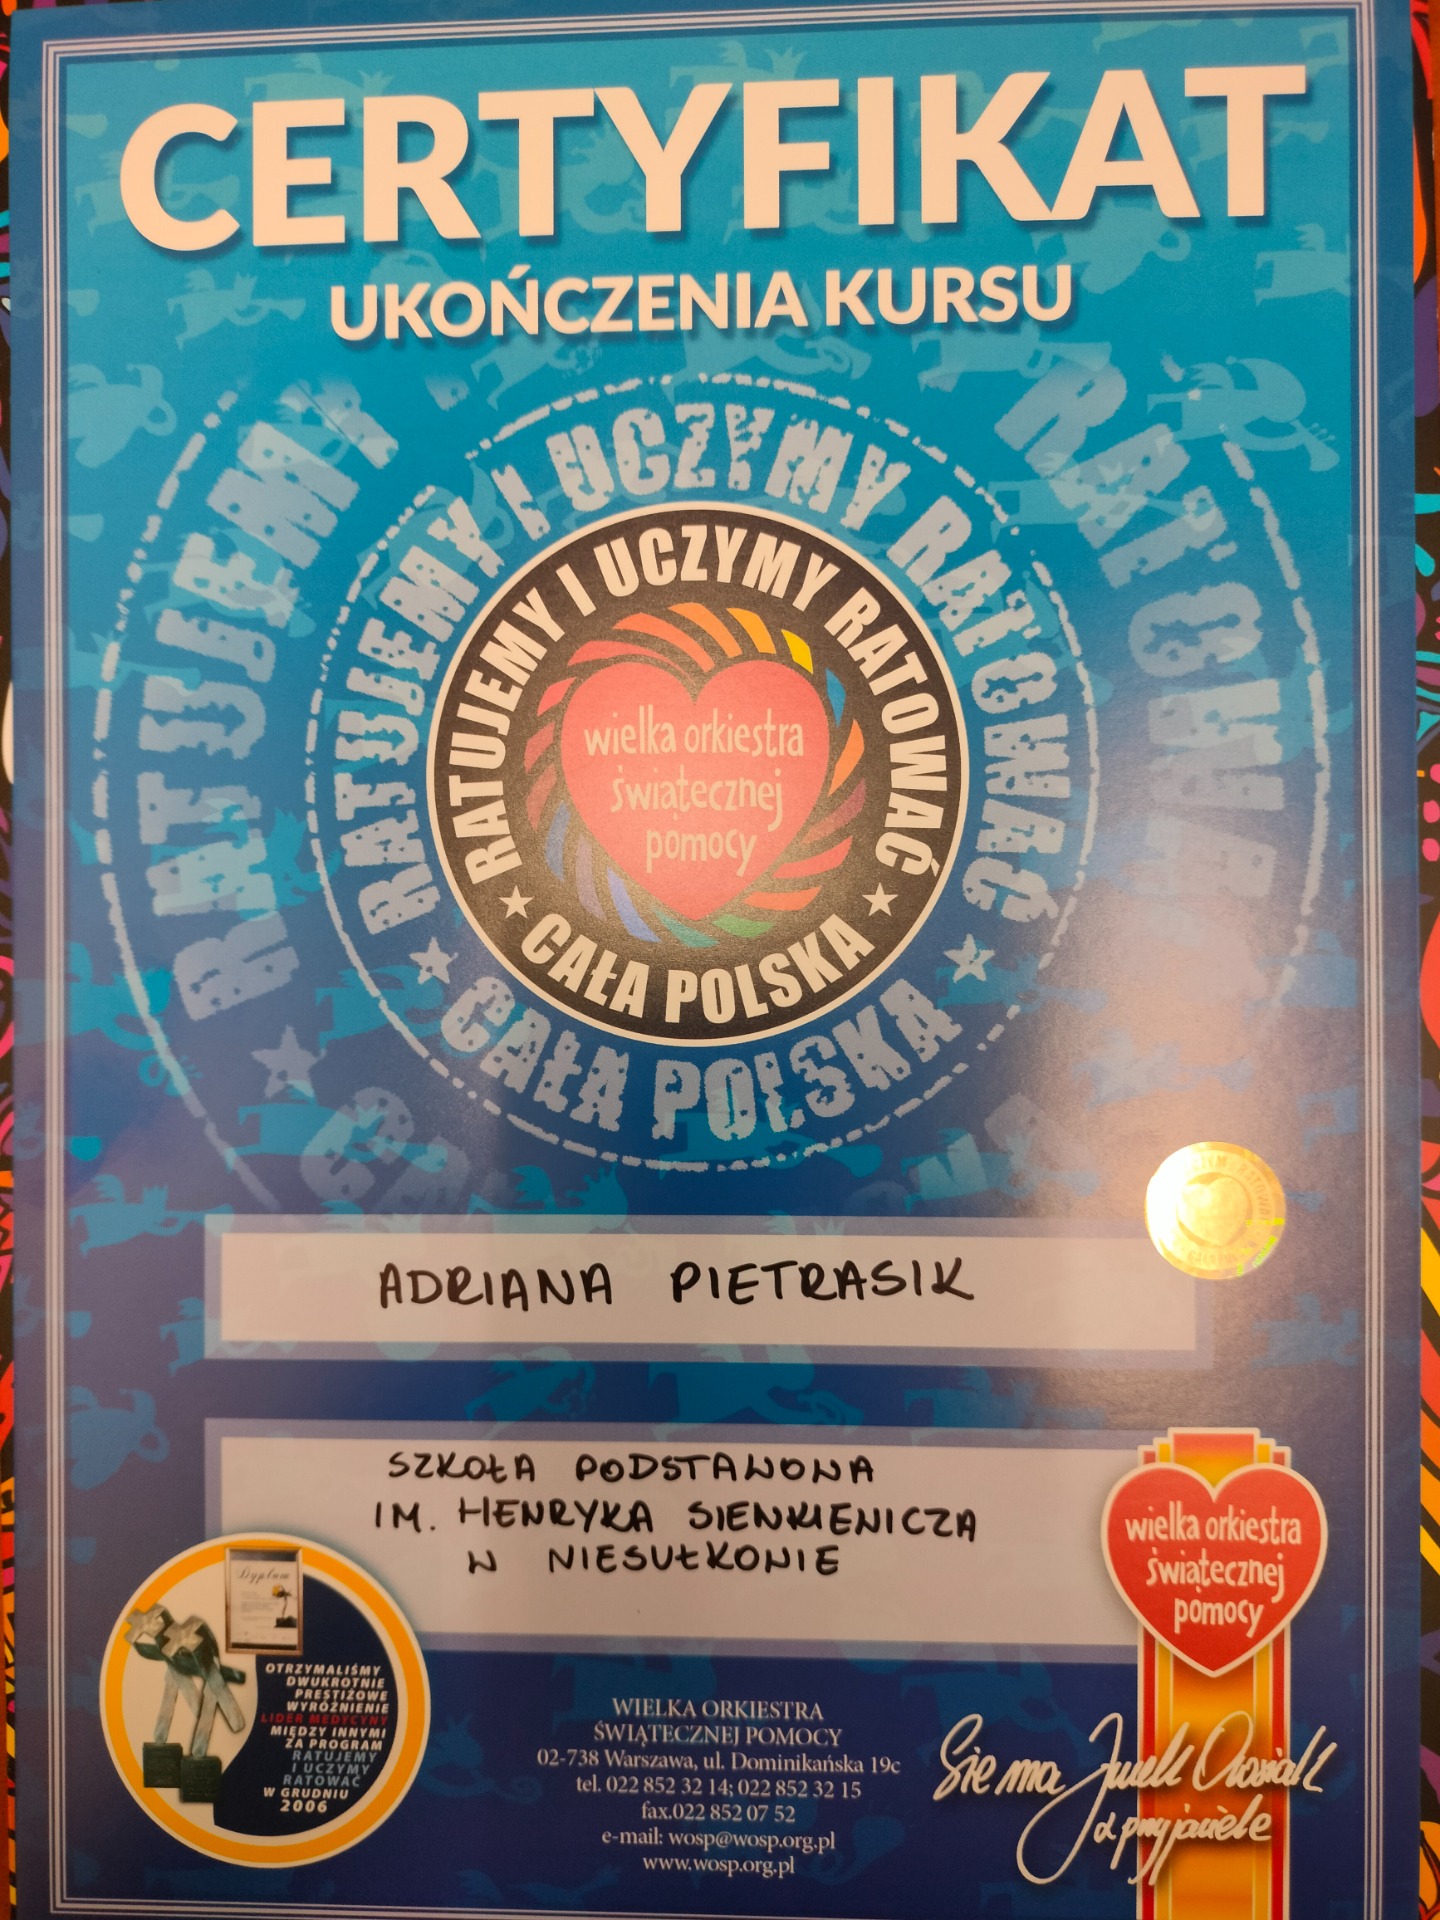 CERTYFIKAT
UKOŃCZENIA KURSU
RATUJEMY I UCZYMY RATOWAĆ
CAŁA POLSKA
RATUJEMY I UCZYMY RATOWAĆ
wielka orkiestra
świątecznej
pomocy
CAŁA POLSKA
ADRIANA PIETRASIK
SZKOŁA PODSTAWOWA
IM. HENRYKA SIENKIEWICZA
W NIESUŁKOWIE
wielka orkiestra
świątecznej
pomocy
Dyplom
OTRZYMALIŚMY
DWUKROTNIE
PRESTIŻOWE
WYRÓŻNIENIE
LIDER MEDYCYNY
MIĘDZY INNYMI
ZA PROGRAM
RATUJEMY
I UCZYMY
RATOWAĆ
W GRUDNIU
2006
WIELKA ORKIESTRA
ŚWIĄTECZNEJ POMOCY
02-738 Warszawa, ul. Dominikańska 19c
tel. 022 852 32 14; 022 852 32 15
fax.022 852 07 52
e-mail: wosp@wosp.org.pl
www.wosp.org.pl
Sie ma Jurek Owsiak
z przyjaciele